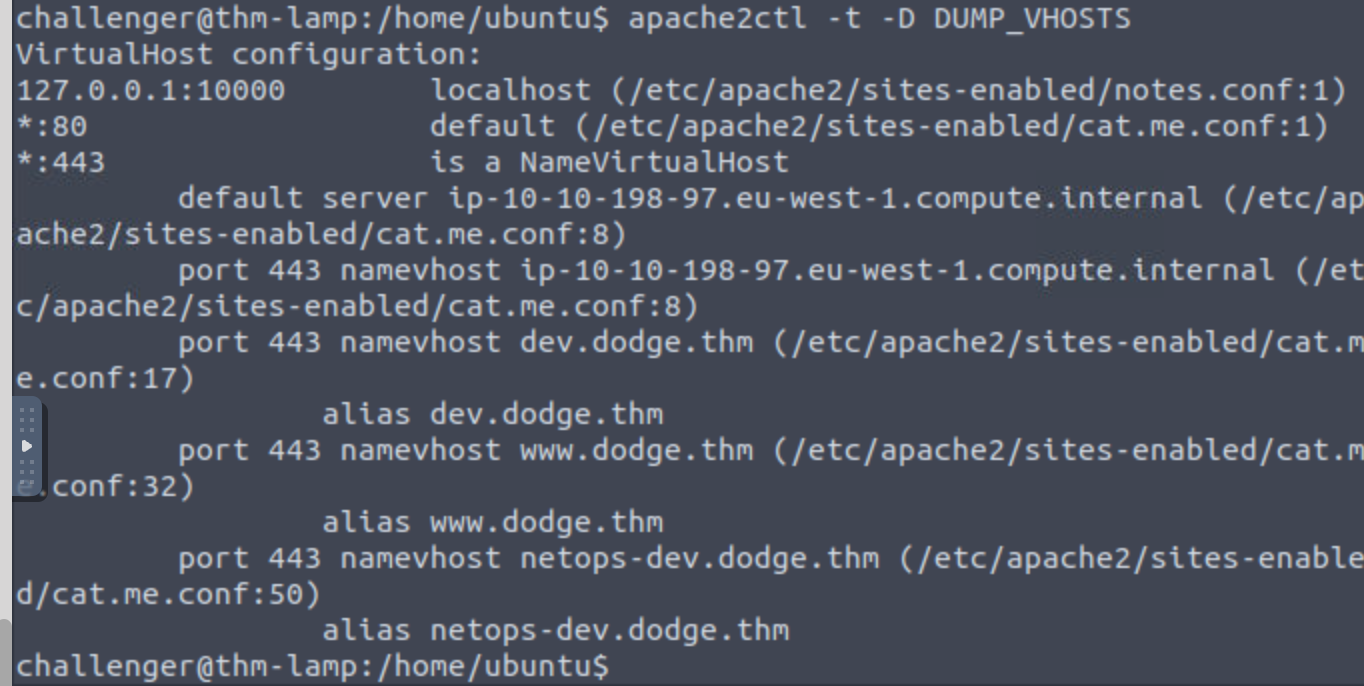 challenger@thm-lamp:/home/ubuntu$ apache2ctl -t -D DUMP_VHOSTS
VirtualHost configuration:
127.0.0.1:10000        localhost (/etc/apache2/sites-enabled/notes.conf:1)
*:80                   default (/etc/apache2/sites-enabled/cat.me.conf:1)
*:443                  is a NameVirtualHost
         default server ip-10-10-198-97.eu-west-1.compute.internal (/etc/ap
ache2/sites-enabled/cat.me.conf:8)
         port 443 namevhost ip-10-10-198-97.eu-west-1.compute.internal (/et
c/apache2/sites-enabled/cat.me.conf:8)
         port 443 namevhost dev.dodge.thm (/etc/apache2/sites-enabled/cat.m
e.conf:17)
                 alias dev.dodge.thm
         port 443 namevhost www.dodge.thm (/etc/apache2/sites-enabled/cat.m
e.conf:32)
                 alias www.dodge.thm
         port 443 namevhost netops-dev.dodge.thm (/etc/apache2/sites-enable
d/cat.me.conf:50)
                 alias netops-dev.dodge.thm
challenger@thm-lamp:/home/ubuntu$